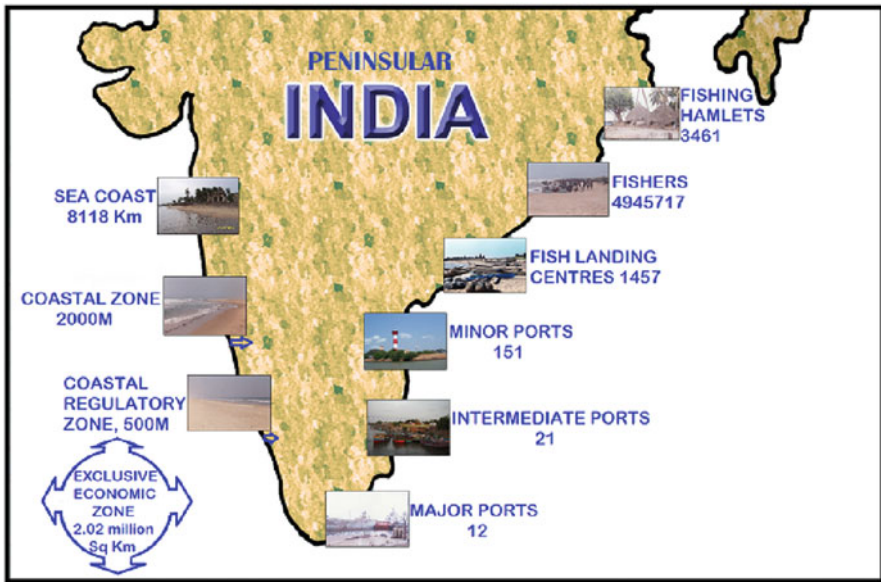 PENINSULAR
INDIA
FISHING
HAMLETS
3461
SEA COAST
8118 Km
FISHERS
4945717
FISH LANDING
CENTRES 1457
COASTAL ZONE
2000M
MINOR PORTS
151
COASTAL
REGULATORY
ZONE, 500M
INTERMEDIATE PORTS
21
EXCLUSIVE
ECONOMIC
ZONE
2.02 million
Sq Km
MAJOR PORTS
12